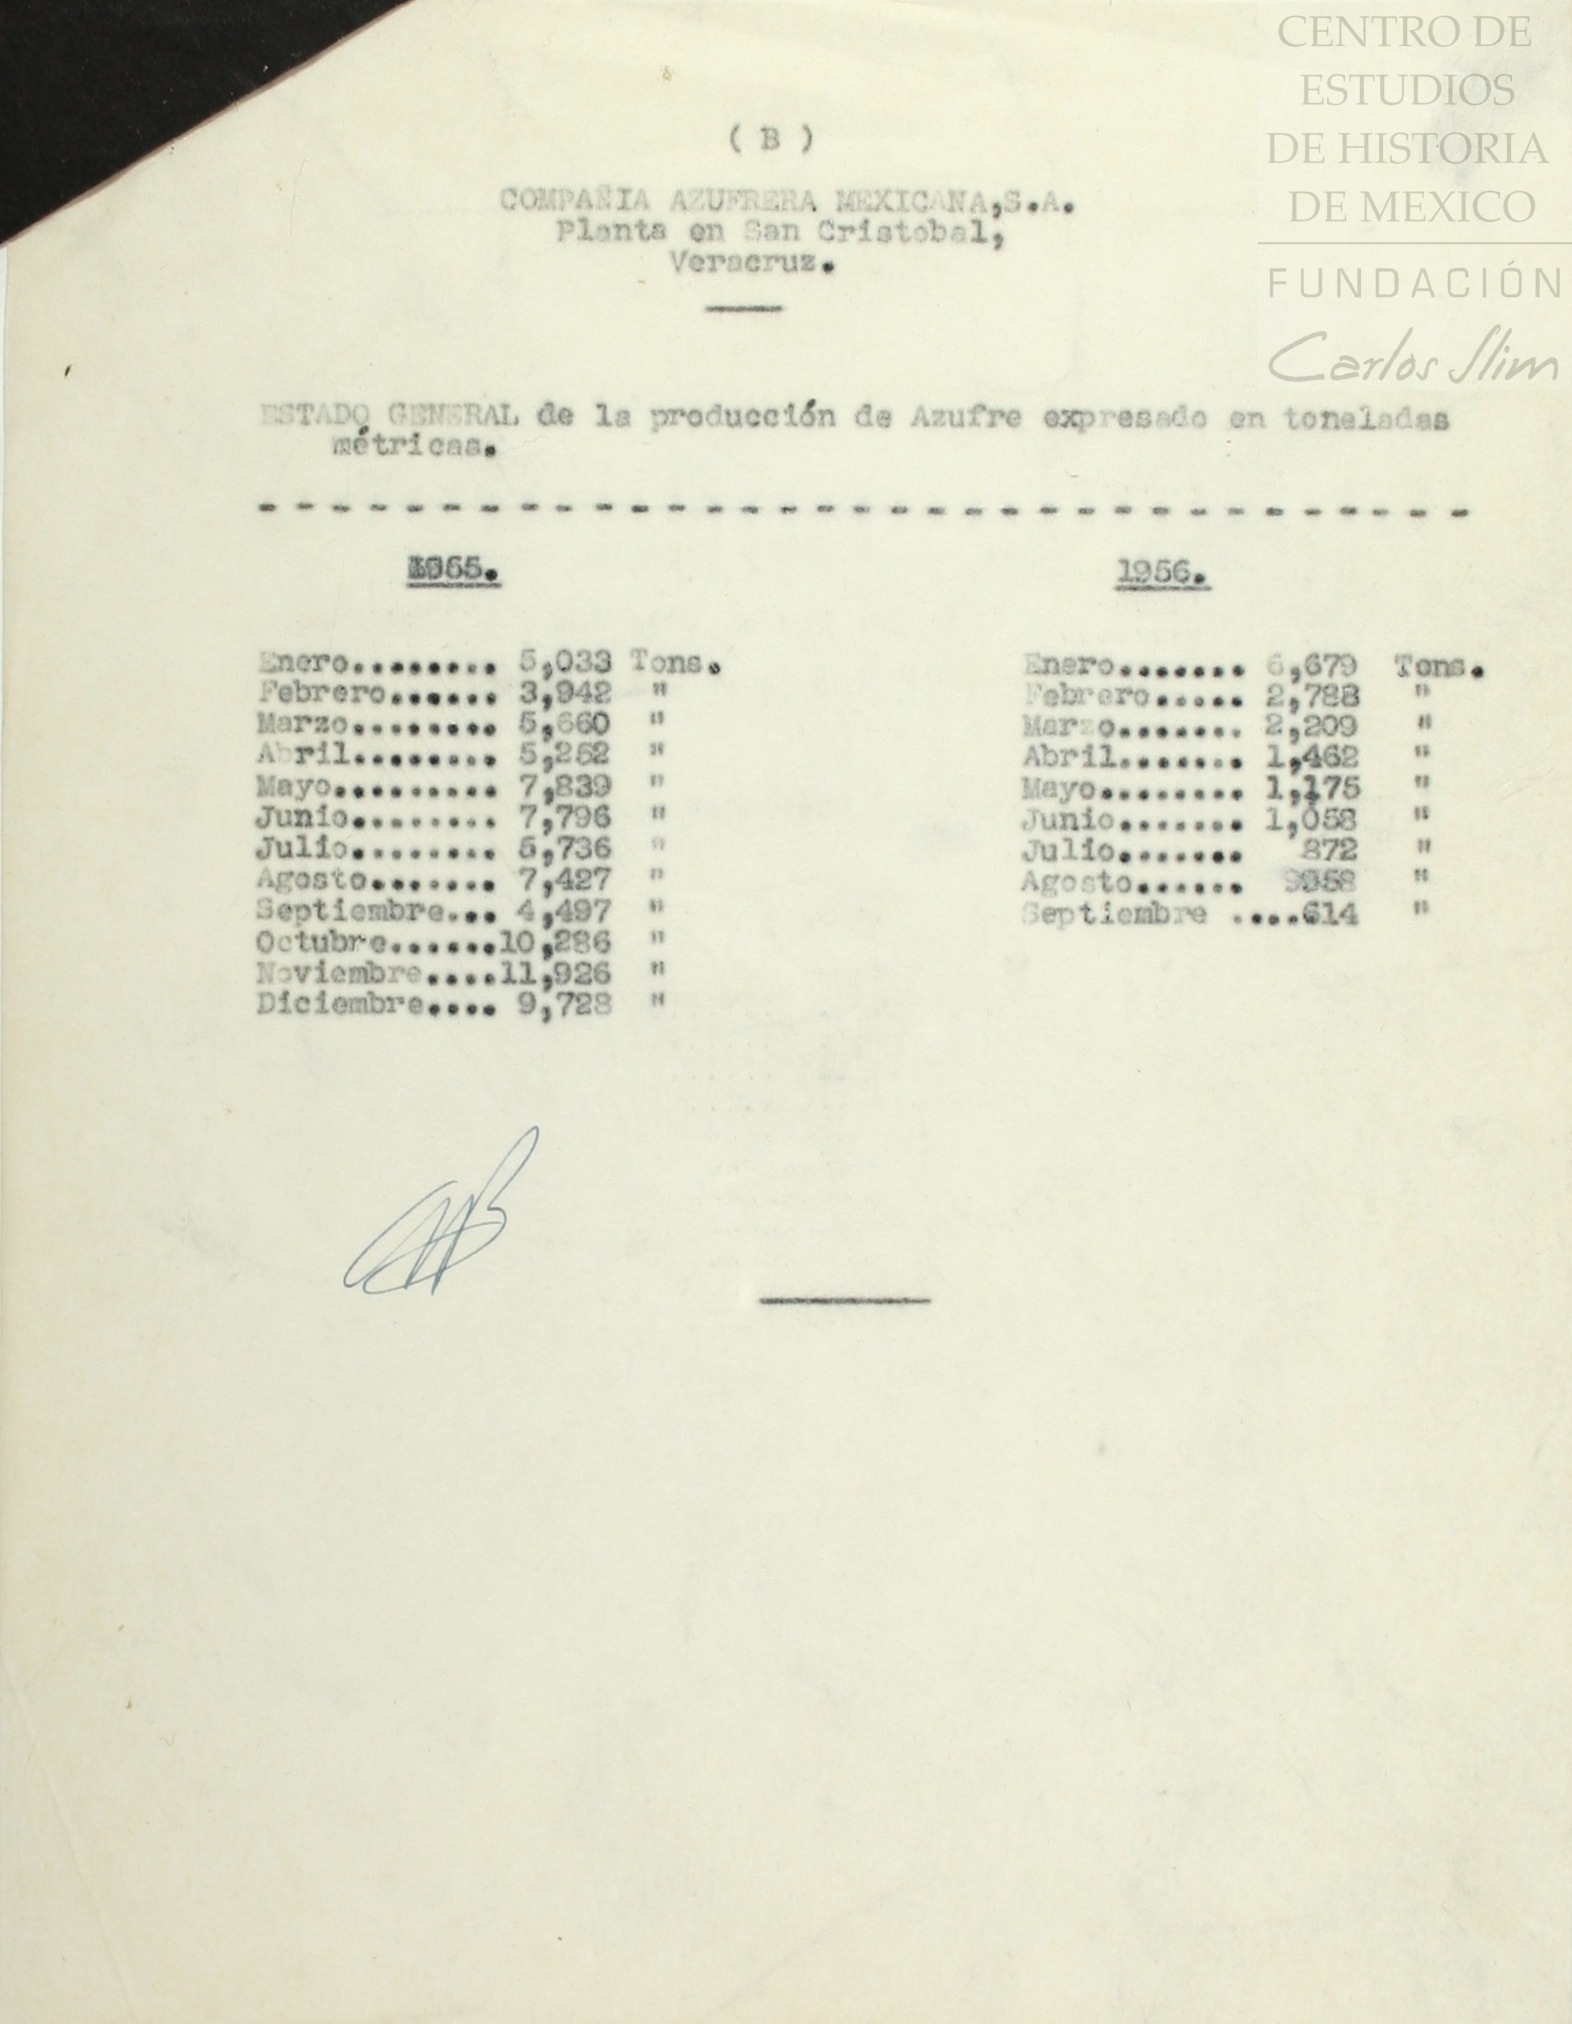 CENTRO DE
ESTUDIOS
DE HISTORIA
DE MEXICO
FUNDACIÓN
Carlos Slim
( B )
COMPAÑIA AZUFRERA MEXICANA,S.A.
Planta en San Cristobal,
Veracruz.
ESTADO GENERAL de la producción de Azufre expresado en toneladas
métricas.
- - - - - - - - - - - - - - - - - - - - - - - - - - - - - - - - -
1955.
Enero........ 5,033 Tons.
Febrero...... 3,942 "
Marzo........ 5,660 "
Abril........ 5,252 "
Mayo......... 7,839 "
Junio........ 7,796 "
Julio........ 5,736 "
Agosto....... 7,427 "
Septiembre... 4,497 "
Octubre......10,286 "
Noviembre....11,926 "
Diciembre.... 9,728 "
1956.
Enero....... 6,679 Tons.
Febrero..... 2,788 "
Marzo....... 2,209 "
Abril....... 1,462 "
Mayo........ 1,175 "
Junio....... 1,058 "
Julio....... 872 "
Agosto...... "
Septiembre ....614 "